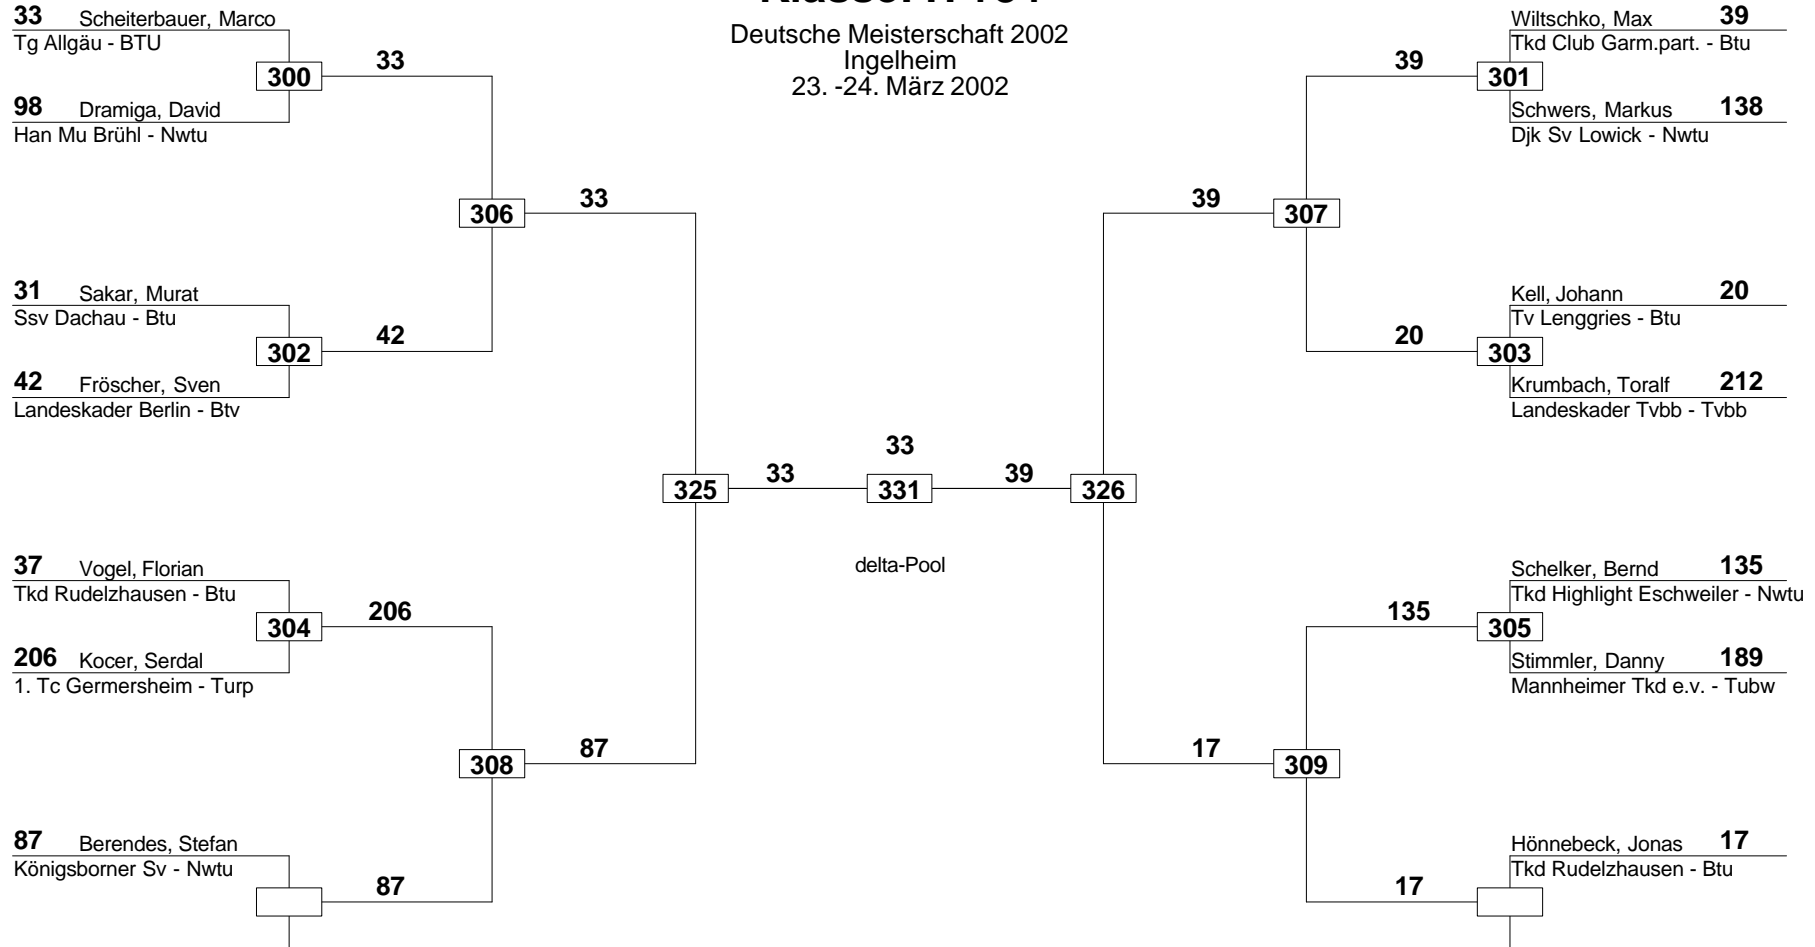 Deutsche Meisterschaft 2002
Ingelheim
23. -24. März 2002
33 Scheiterbauer, Marco
Tg Allgäu - BTU
300
33
98 Dramiga, David
Han Mu Brühl - Nwtu
306
33
31 Sakar, Murat
Ssv Dachau - Btu
302
42
42 Fröscher, Sven
Landeskader Berlin - Btv
325
33
33
331
39
326
delta-Pool
37 Vogel, Florian
Tkd Rudelzhausen - Btu
304
206
206 Kocer, Serdal
1. Tc Germersheim - Turp
308
87
87 Berendes, Stefan
Königsborner Sv - Nwtu
87
Wiltschko, Max 39
Tkd Club Garm.part. - Btu
39
301
Schwers, Markus 138
Djk Sv Lowick - Nwtu
39
307
Kell, Johann 20
Tv Lenggries - Btu
20
303
Krumbach, Toralf 212
Landeskader Tvbb - Tvbb
Schelker, Bernd 135
Tkd Highlight Eschweiler - Nwtu
135
305
Stimmler, Danny 189
Mannheimer Tkd e.v. - Tubw
17
309
Hönnebeck, Jonas 17
Tkd Rudelzhausen - Btu
17